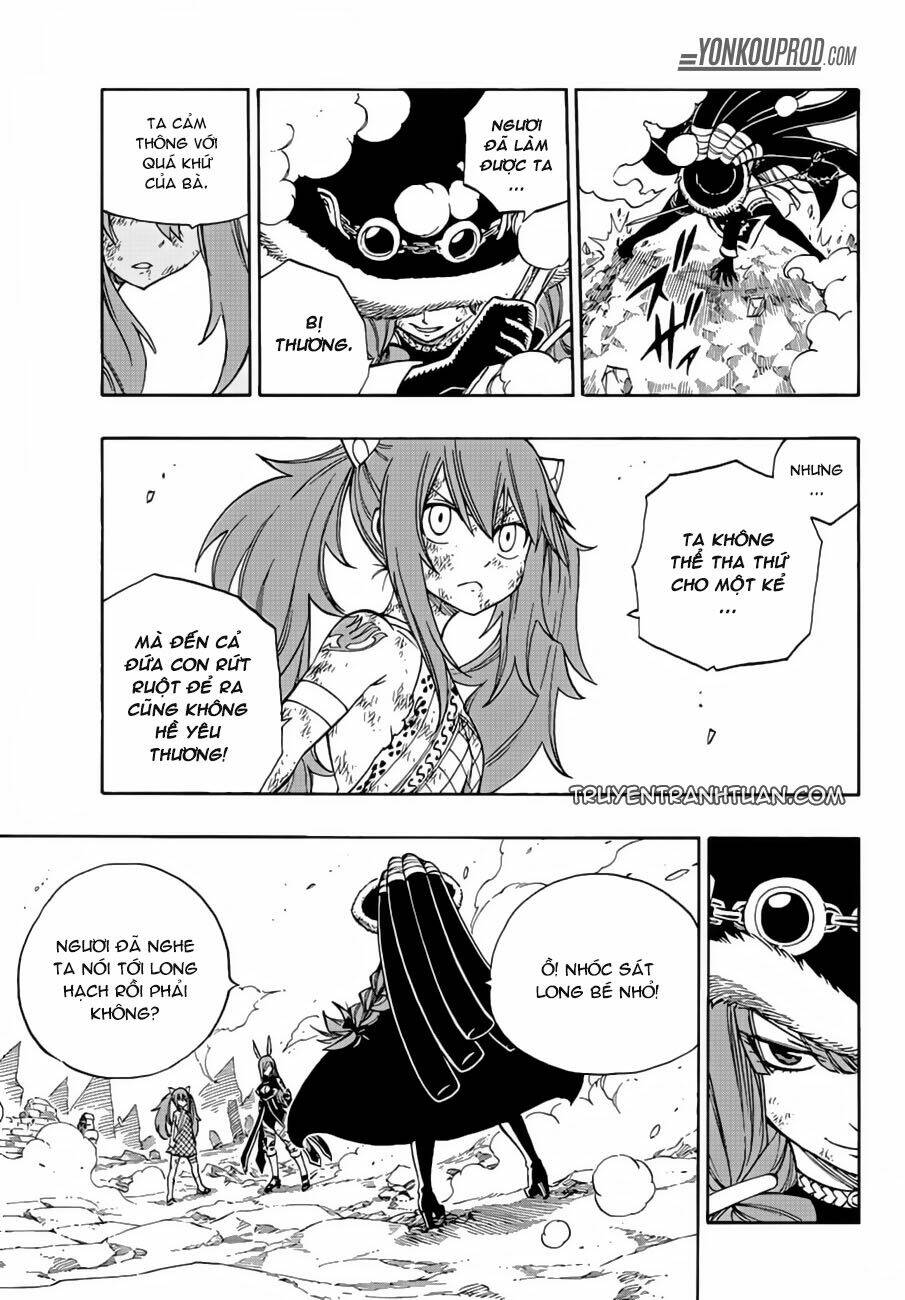 YONKOUPROD.COM
NGƯƠI
ĐÃ LÀM
ĐƯỢC TA
...
BỊ
THƯƠNG.
TA CẢM
THÔNG VỚI
QUÁ KHỨ
CỦA BÀ.
NHƯNG
...
TA KHÔNG
THỂ THA THỨ
CHO MỘT KẺ
...
MÀ ĐẾN CẢ
ĐỨA CON RỨT
RUỘT ĐẺ RA
CŨNG KHÔNG
HỀ YÊU
THƯƠNG!
TRUYENTRANHTUAN.COM
Ồ! NHÓC SÁT
LONG BÉ NHỎ!
NGƯƠI ĐÃ NGHE
TA NÓI TỚI LONG
HẠCH RỒI PHẢI
KHÔNG?